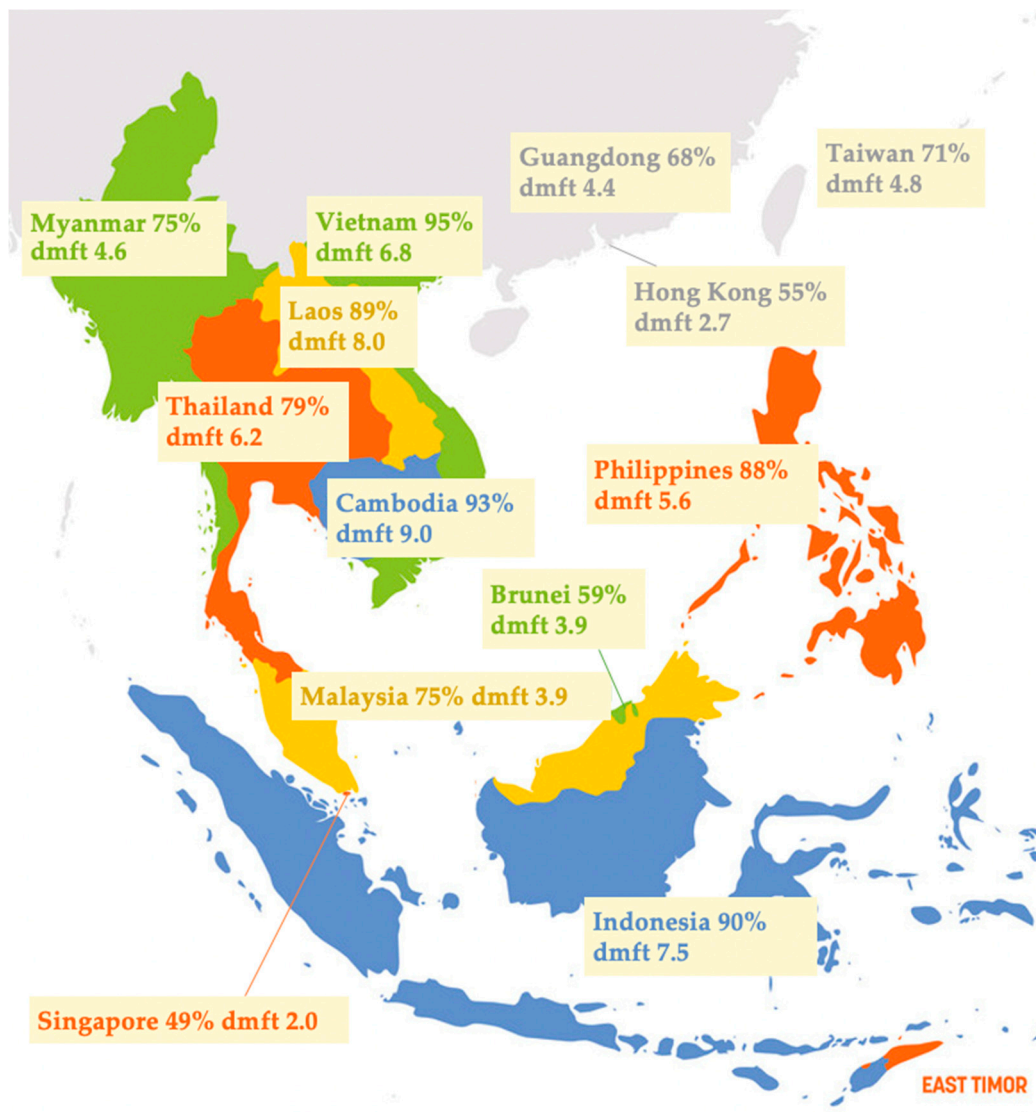 Guangdong 68%
dmft 4.4
Taiwan 71%
dmft 4.8
Myanmar 75%
dmft 4.6
Vietnam 95%
dmft 6.8
Laos 89%
dmft 8.0
Hong Kong 55%
dmft 2.7
Thailand 79%
dmft 6.2
Philippines 88%
dmft 5.6
Cambodia 93%
dmft 9.0
Brunei 59%
dmft 3.9
Malaysia 75% dmft 3.9
Indonesia 90%
dmft 7.5
Singapore 49% dmft 2.0
EAST TIMOR